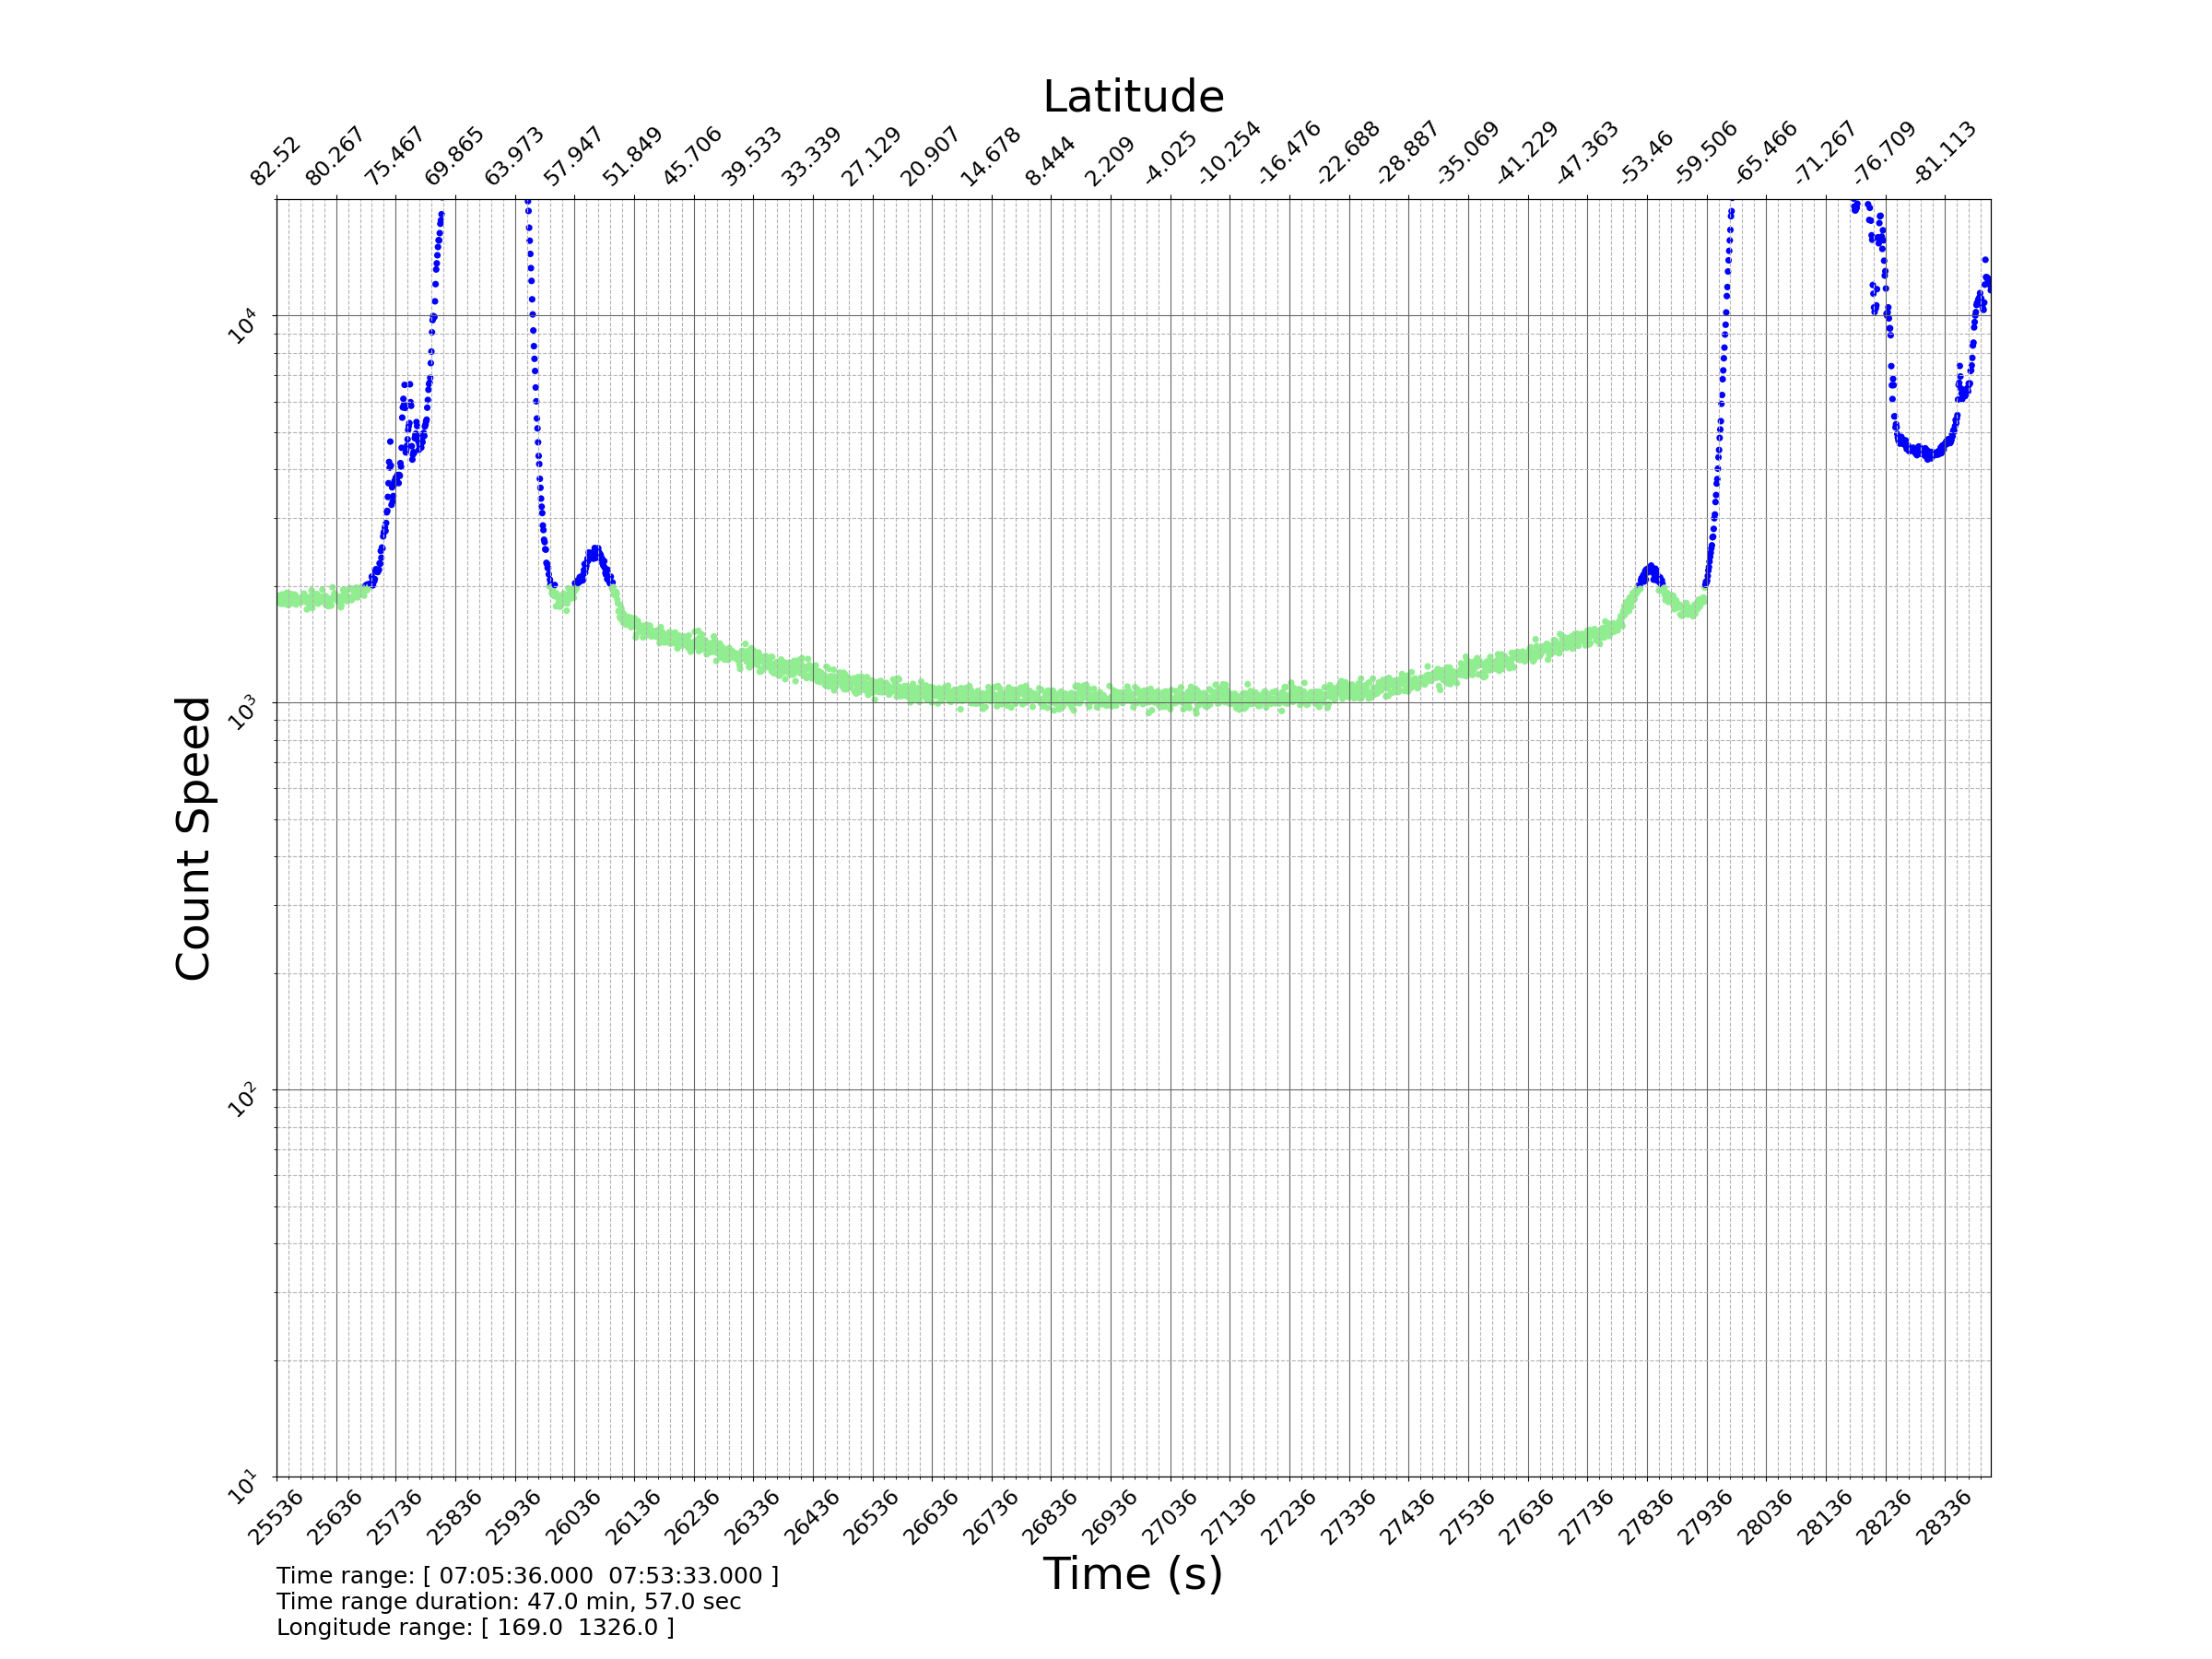 Latitude
82.52 80.267 75.467 69.865 63.973 57.947 51.849 45.706 39.533 33.339 27.129 20.907 14.678 8.444 2.209 -4.025 -10.254 -16.476 -22.688 -28.887 -35.069 -41.229 -47.363 -53.46 -59.506 -65.466 -71.267 -76.709 -81.113
10⁴
10³
Count Speed
10²
10¹
25536 25636 25736 25836 25936 26036 26136 26236 26336 26436 26536 26636 26736 26836 26936 27036 27136 27236 27336 27436 27536 27636 27736 27836 27936 28036 28136 28236 28336
Time (s)
Time range: [ 07:05:36.000  07:53:33.000 ]
Time range duration: 47.0 min, 57.0 sec
Longitude range: [ 169.0  1326.0 ]